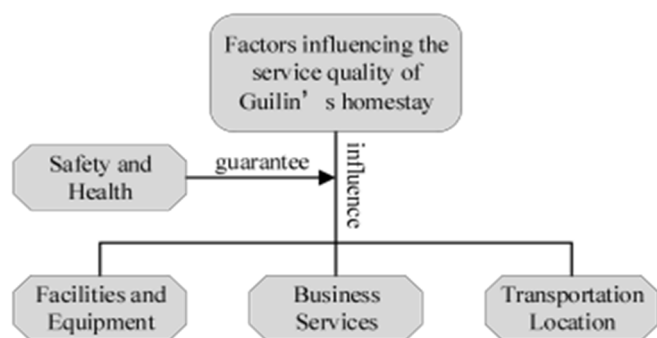 Factors influencing the
service quality of
Guilin’ s homestay
Safety and
Health
guarantee
influence
Facilities and
Equipment
Business
Services
Transportation
Location